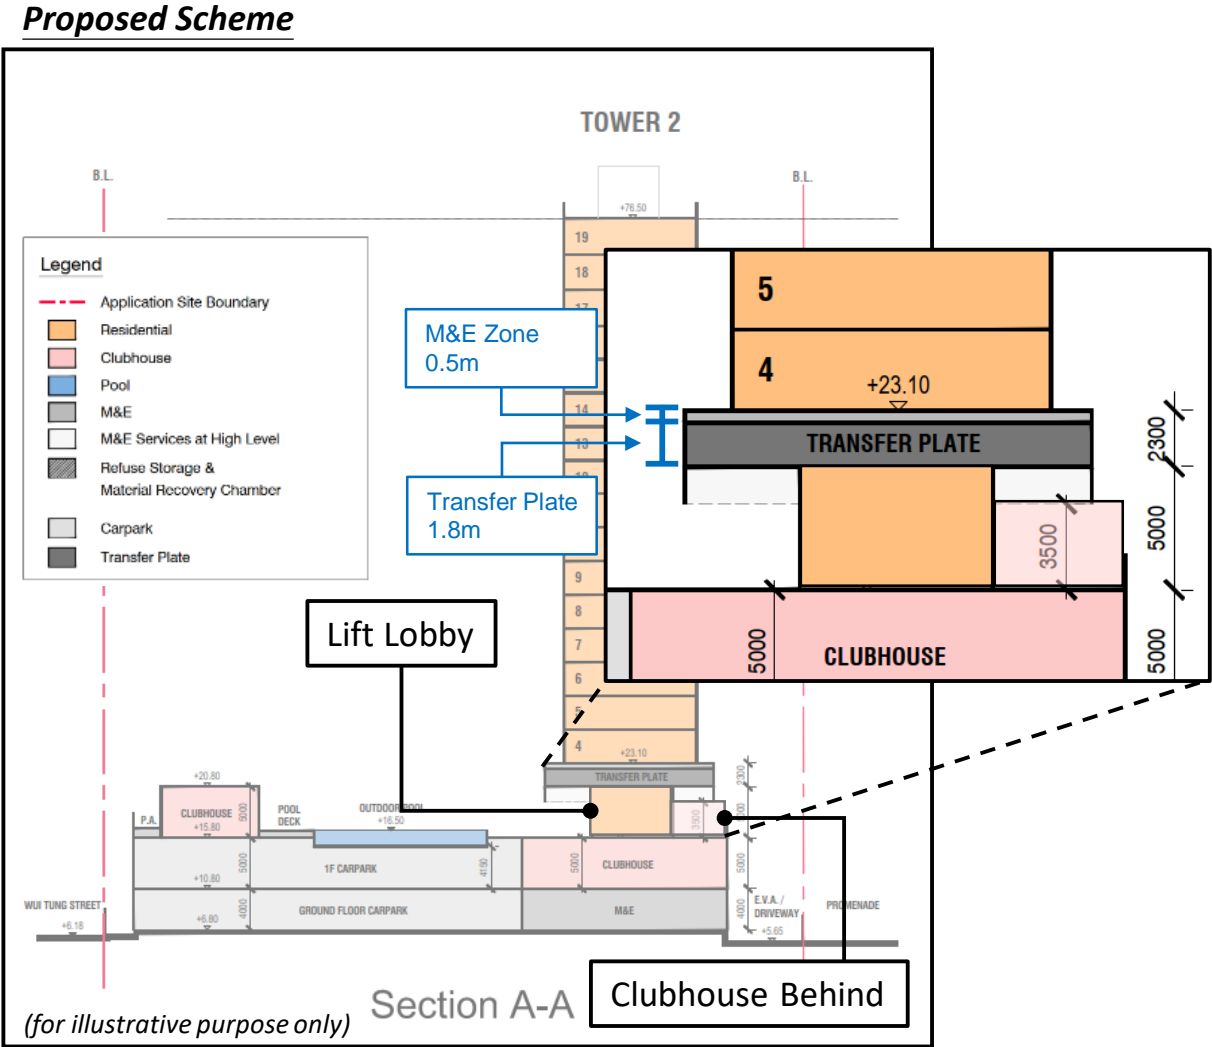 Proposed Scheme
TOWER 2
B.L.
B.L.
+76.50
19
18
17
14
13
9
8
7
6
5
4
+23.10
Legend
Application Site Boundary
Residential
Clubhouse
Pool
M&E
M&E Services at High Level
Refuse Storage &
Material Recovery Chamber
Carpark
Transfer Plate
M&E Zone
0.5m
Transfer Plate
1.8m
5
4
+23.10
TRANSFER PLATE
2300
5000
3500
5000
5000
CLUBHOUSE
Lift Lobby
TRANSFER PLATE
2300
+20.80
CLUBHOUSE
5000
+15.80
P.A.
POOL
DECK
OUTDOOR POOL
+16.50
3500
1F CARPARK
5000
4150
5000
CLUBHOUSE
5000
+10.80
WUI TUNG STREET
+6.18
GROUND FLOOR CARPARK
4000
+6.80
M&E
4000
E.V.A. /
DRIVEWAY
+5.65
PROMENADE
Clubhouse Behind
Section A-A
(for illustrative purpose only)